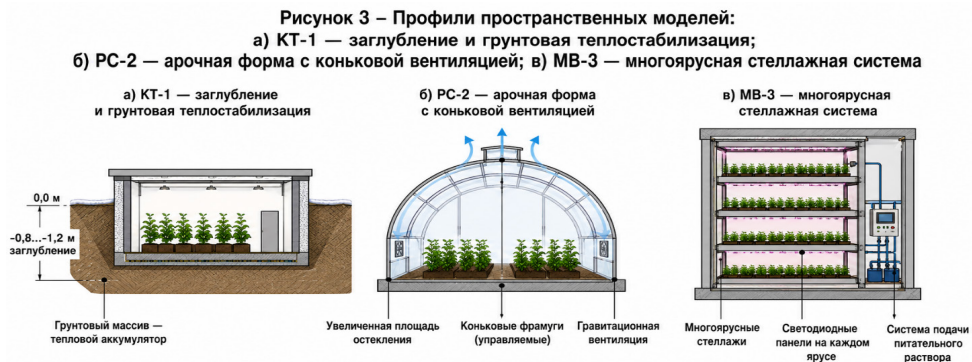 Рисунок 3 – Профили пространственных моделей:
а) КТ-1 — заглубление и грунтовая теплостабилизация;
б) РС-2 — арочная форма с коньковой вентиляцией; в) МВ-3 — многоярусная стеллажная система
а) КТ-1 — заглубление
и грунтовая теплостабилизация
б) РС-2 — арочная форма
с коньковой вентиляцией
в) МВ-3 — многоярусная
стеллажная система
0,0 м
-0,8...-1,2 м
заглубление
Грунтовый массив —
тепловой аккумулятор
Увеличенная площадь
остекления
Коньковые фрамуги
(управляемые)
Гравитационная
вентиляция
Многоярусные
стеллажи
Светодиодные
панели на каждом
ярусе
Система подачи
питательного
раствора